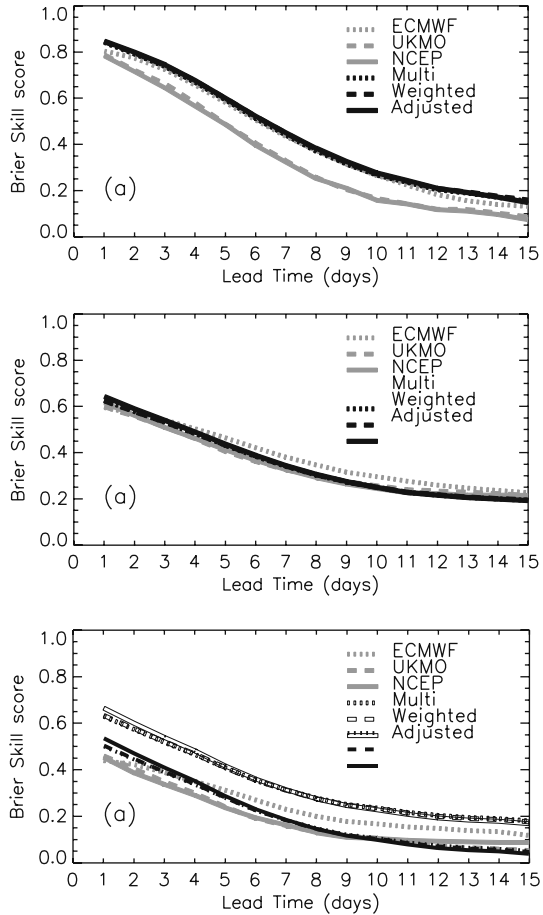 1.0
0.8
0.6
0.4
0.2
0.0
Brier Skill score
ECMWF
UKMO
NCEP
Multi
Weighted
Adjusted
(a)
0 1 2 3 4 5 6 7 8 9 10 11 12 13 14 15
Lead Time (days)
1.0
0.8
0.6
0.4
0.2
0.0
Brier Skill score
ECMWF
UKMO
NCEP
Multi
Weighted
Adjusted
(a)
0 1 2 3 4 5 6 7 8 9 10 11 12 13 14 15
Lead Time (days)
1.0
0.8
0.6
0.4
0.2
0.0
Brier Skill score
ECMWF
UKMO
NCEP
Multi
Weighted
Adjusted
(a)
0 1 2 3 4 5 6 7 8 9 10 11 12 13 14 15
Lead Time (days)